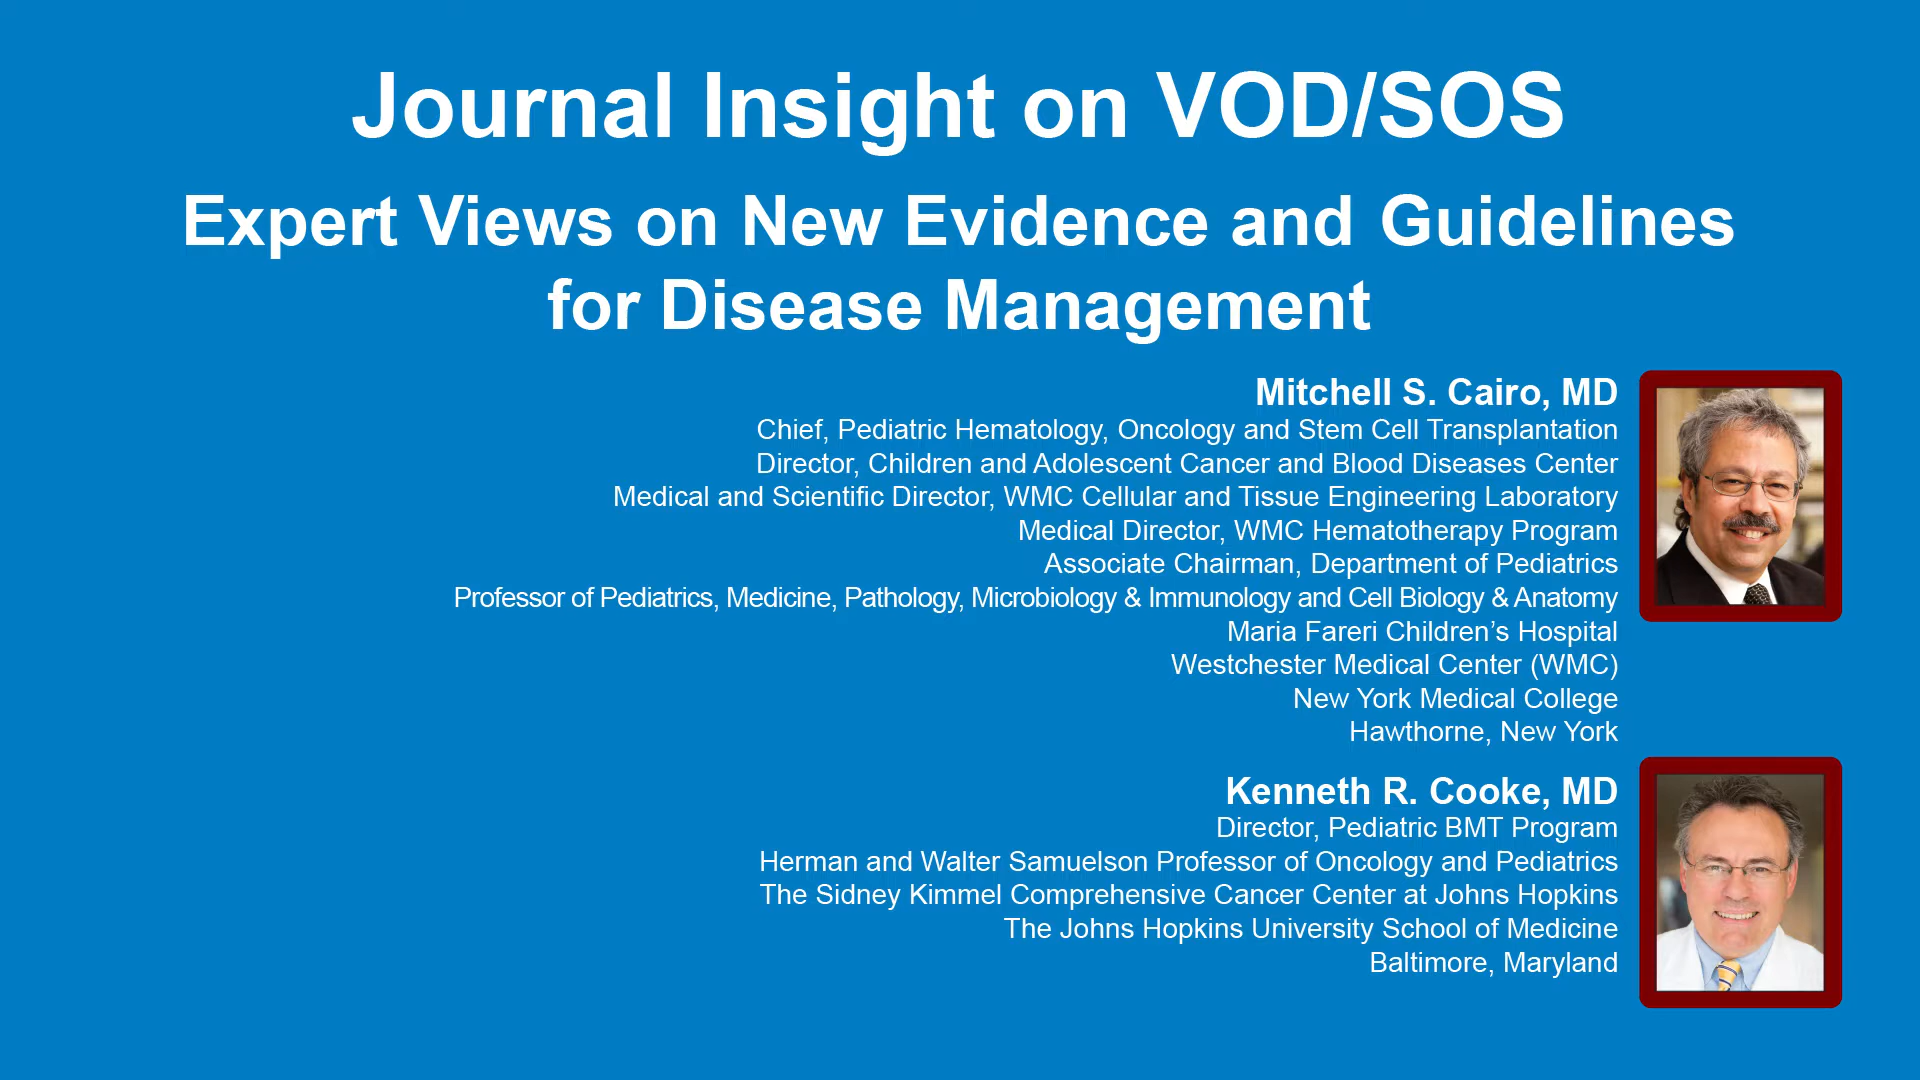 Journal Insight on VOD/SOS
Expert Views on New Evidence and Guidelines
for Disease Management
Mitchell S. Cairo, MD
Chief, Pediatric Hematology, Oncology and Stem Cell Transplantation
Director, Children and Adolescent Cancer and Blood Diseases Center
Medical and Scientific Director, WMC Cellular and Tissue Engineering Laboratory
Medical Director, WMC Hematotherapy Program
Associate Chairman, Department of Pediatrics
Professor of Pediatrics, Medicine, Pathology, Microbiology & Immunology and Cell Biology & Anatomy
Maria Fareri Children’s Hospital
Westchester Medical Center (WMC)
New York Medical College
Hawthorne, New York
Kenneth R. Cooke, MD
Director, Pediatric BMT Program
Herman and Walter Samuelson Professor of Oncology and Pediatrics
The Sidney Kimmel Comprehensive Cancer Center at Johns Hopkins
The Johns Hopkins University School of Medicine
Baltimore, Maryland